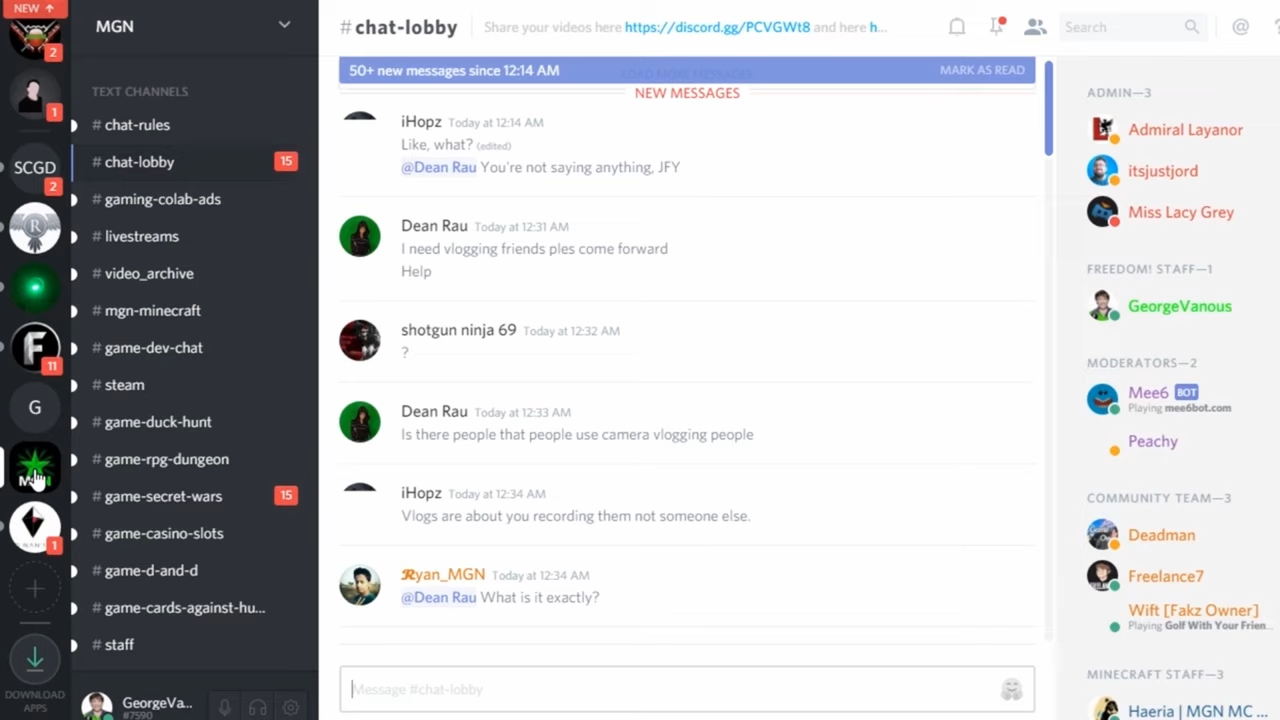 NEW ↑
2
1
SCGD
2
R
F
11
G
MGN
1
DOWNLOAD
APPS
MGN
TEXT CHANNELS
# chat-rules
# chat-lobby 15
# gaming-colab-ads
# livestreams
# video_archive
# mgn-minecraft
# game-dev-chat
# steam
# game-duck-hunt
# game-rpg-dungeon
# game-secret-wars 15
# game-casino-slots
# game-d-and-d
# game-cards-against-hu...
# staff
GeorgeVa...
#7590
# chat-lobby Share your videos here https://discord.gg/PCVGWt8 and here h...
Search
@
?
50+ new messages since 12:14 AM LOAD MORE MESSAGES MARK AS READ
NEW MESSAGES
iHopz Today at 12:14 AM
Like, what? (edited)
@Dean Rau You're not saying anything, JFY
Dean Rau Today at 12:31 AM
I need vlogging friends ples come forward
Help
shotgun ninja 69 Today at 12:32 AM
?
Dean Rau Today at 12:33 AM
Is there people that people use camera vlogging people
iHopz Today at 12:34 AM
Vlogs are about you recording them not someone else.
𝓡yan_MGN Today at 12:34 AM
@Dean Rau What is it exactly?
Message #chat-lobby
ADMIN—3
Admiral Layanor
itsjustjord
Miss Lacy Grey
FREEDOM! STAFF—1
GeorgeVanous
MODERATORS—2
Mee6 BOT
Playing mee6bot.com
Peachy
COMMUNITY TEAM—3
Deadman
Freelance7
Wift [Fakz Owner]
Playing Golf With Your Frien...
MINECRAFT STAFF—3
Haeria | MGN MC ...